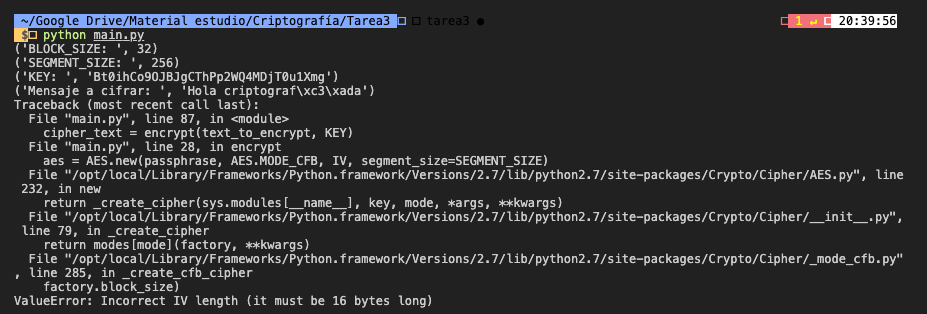 ~/Google Drive/Material estudio/Criptografía/Tarea3 tarea3 ● 1 ↵ 20:39:56
$ python main.py
('BLOCK_SIZE: ', 32)
('SEGMENT_SIZE: ', 256)
('KEY: ', 'Bt0ihCo9OJBJgCThPp2WQ4MDjT0u1Xmg')
('Mensaje a cifrar: ', 'Hola criptograf\xc3\xada')
Traceback (most recent call last):
  File "main.py", line 87, in <module>
    cipher_text = encrypt(text_to_encrypt, KEY)
  File "main.py", line 28, in encrypt
    aes = AES.new(passphrase, AES.MODE_CFB, IV, segment_size=SEGMENT_SIZE)
  File "/opt/local/Library/Frameworks/Python.framework/Versions/2.7/lib/python2.7/site-packages/Crypto/Cipher/AES.py", line
 232, in new
    return _create_cipher(sys.modules[__name__], key, mode, *args, **kwargs)
  File "/opt/local/Library/Frameworks/Python.framework/Versions/2.7/lib/python2.7/site-packages/Crypto/Cipher/__init__.py",
 line 79, in _create_cipher
    return modes[mode](factory, **kwargs)
  File "/opt/local/Library/Frameworks/Python.framework/Versions/2.7/lib/python2.7/site-packages/Crypto/Cipher/_mode_cfb.py"
, line 285, in _create_cfb_cipher
    factory.block_size)
ValueError: Incorrect IV length (it must be 16 bytes long)